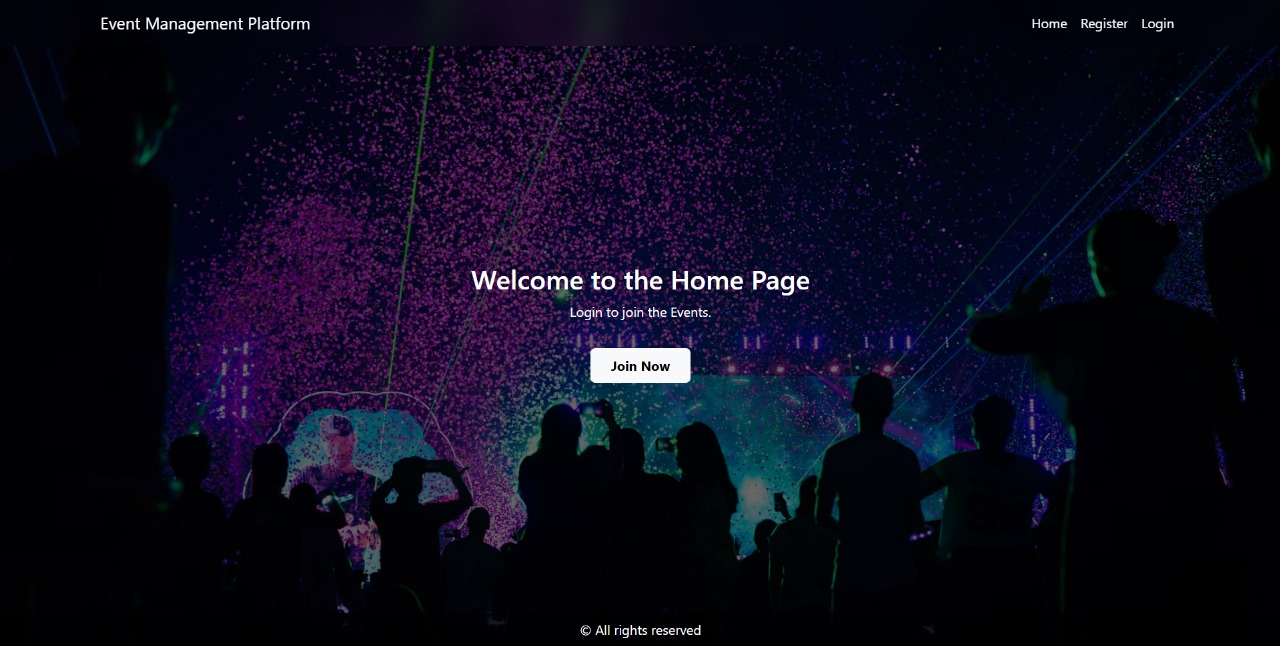 Event Management Platform
Home Register Login
Welcome to the Home Page
Login to join the Events.
Join Now
© All rights reserved